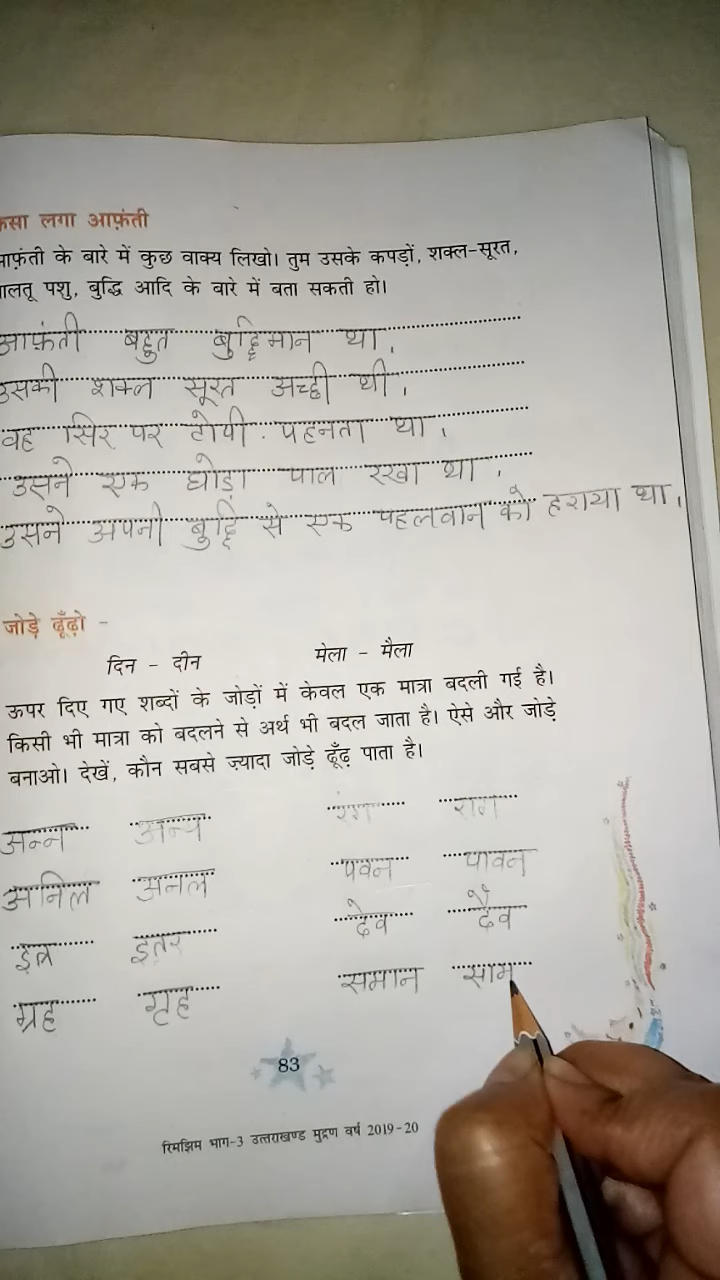 कैसा लगा आफ़ंती
आफ़ंती के बारे में कुछ वाक्य लिखो। तुम उसके कपड़ों, शक्ल-सूरत,
पालतू पशु, बुद्धि आदि के बारे में बता सकती हो।
आफ़ंती बहुत बुद्दिमान था।
उसकी शक्ल सूरत अच्छी थी।
वह सिर पर टोपी पहनता था।
उसने एक घोड़ा पाल रखा था।
उसने अपनी बुद्दि से एक पहलवान को हराया था।
जोड़े ढूँढ़ो -
दिन - दीन मेला - मैला
ऊपर दिए गए शब्दों के जोड़ों में केवल एक मात्रा बदली गई है।
किसी भी मात्रा को बदलने से अर्थ भी बदल जाता है। ऐसे और जोड़े
बनाओ। देखें, कौन सबसे ज़्यादा जोड़े ढूँढ़ पाता है।
अन्न अन्य रंग राग
अनिल अनल पवन पावन
इत्र इतर देव दैव
ग्रह गृह समान साम
83
रिमझिम भाग-3 उत्तराखण्ड मुद्रण वर्ष 2019-20